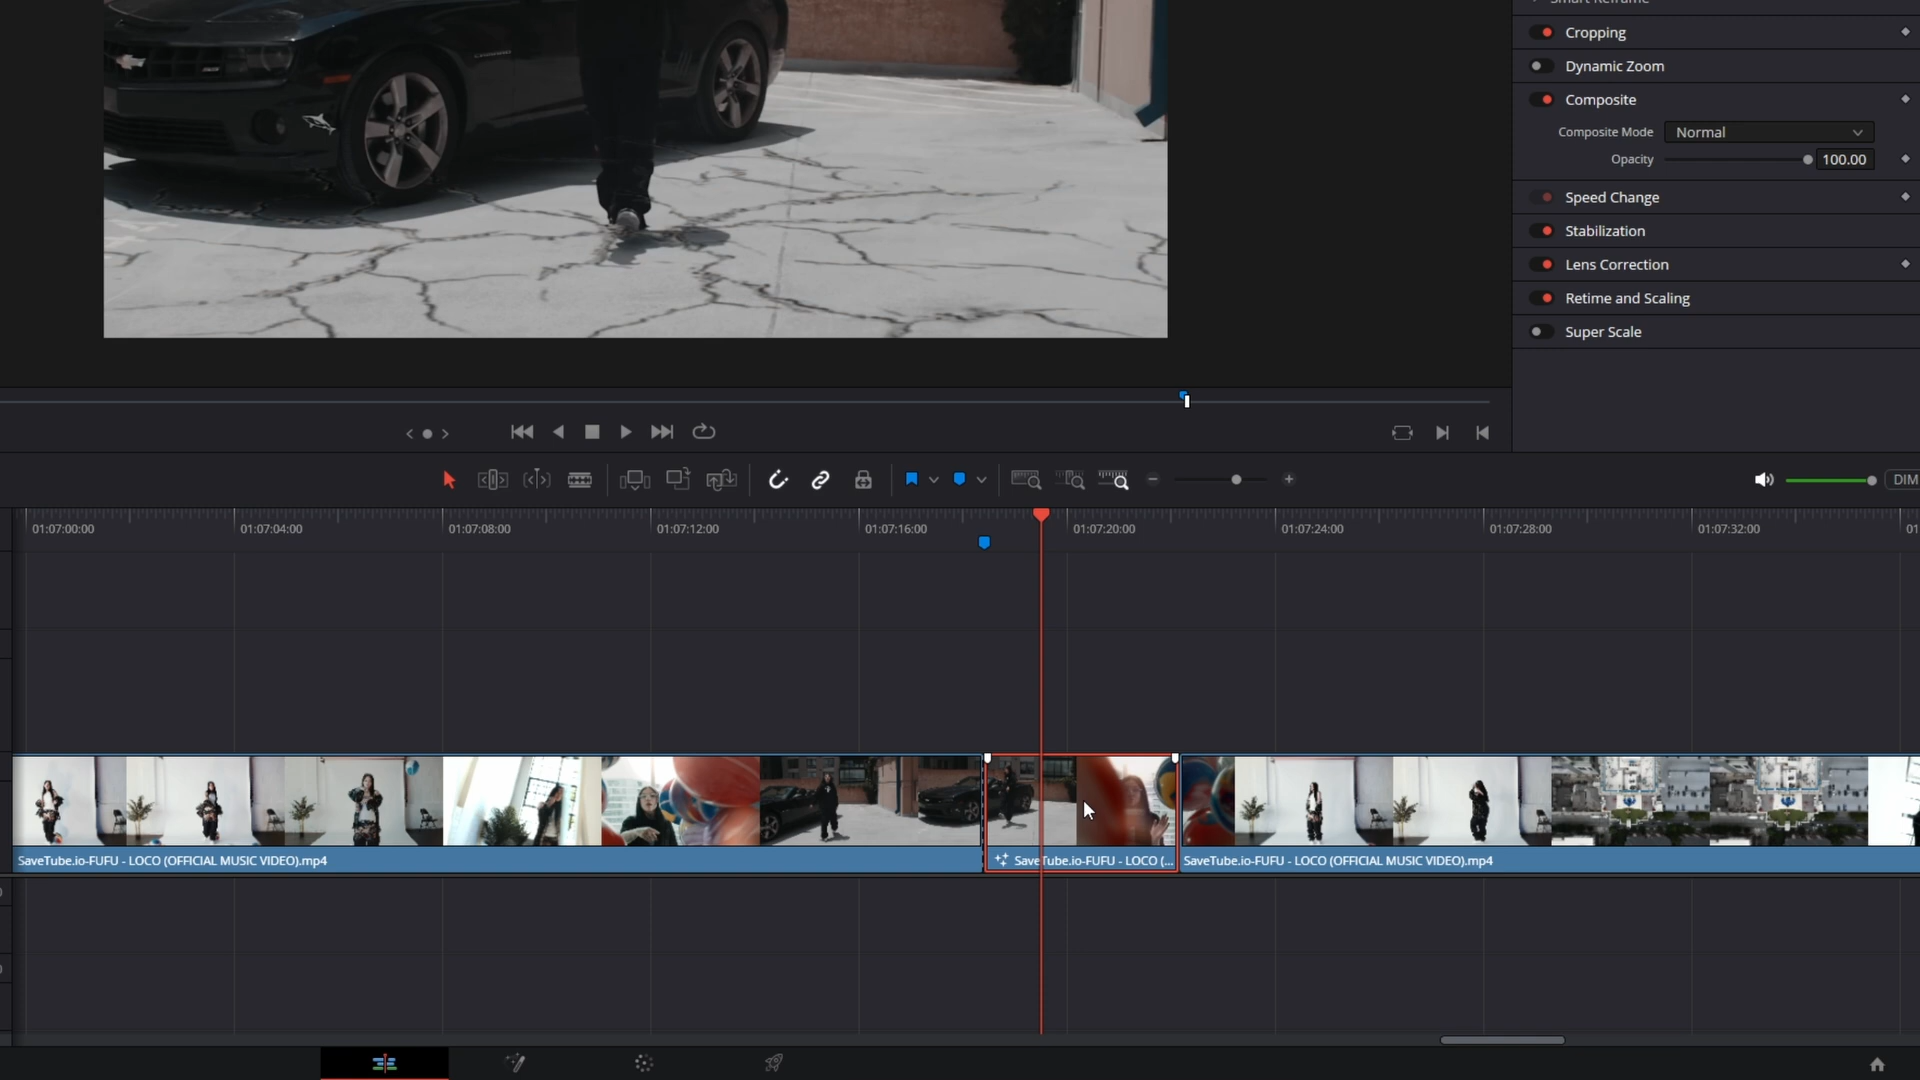 Smart Reframe
Cropping
Dynamic Zoom
Composite
Composite Mode Normal
Opacity 100.00
Speed Change
Stabilization
Lens Correction
Retime and Scaling
Super Scale
DIM
01:07:00:00 01:07:04:00 01:07:08:00 01:07:12:00 01:07:16:00 01:07:20:00 01:07:24:00 01:07:28:00 01:07:32:00 01
SaveTube.io-FUFU - LOCO (OFFICIAL MUSIC VIDEO).mp4 SaveTube.io-FUFU - LOCO (... SaveTube.io-FUFU - LOCO (OFFICIAL MUSIC VIDEO).mp4